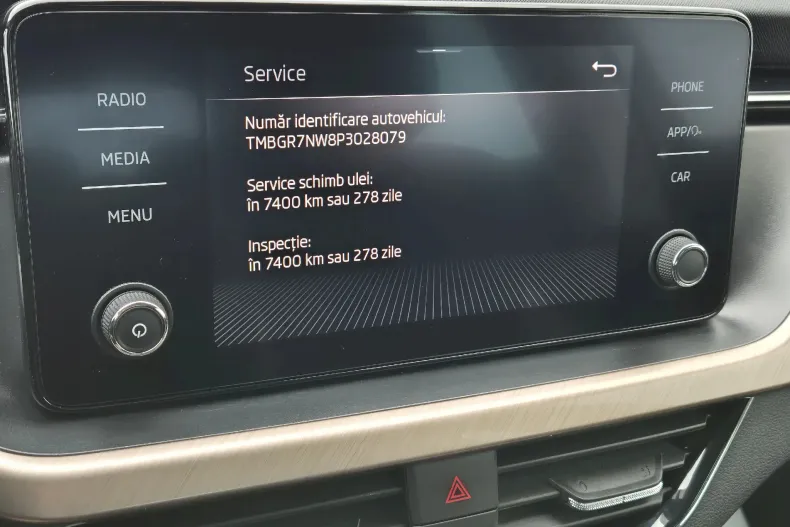 Service
RADIO
MEDIA
MENU
Număr identificare autovehicul:
TMBGR7NW8P3028079
Service schimb ulei:
în 7400 km sau 278 zile
Inspecție:
în 7400 km sau 278 zile
PHONE
APP/
CAR